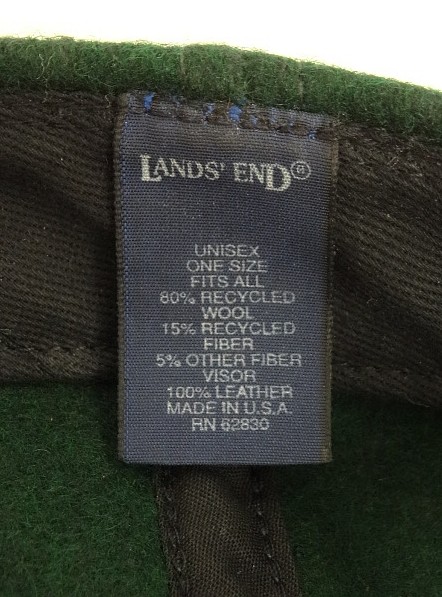 LANDS' END®
UNISEX
ONE SIZE
FITS ALL
80% RECYCLED
WOOL
15% RECYCLED
FIBER
5% OTHER FIBER
VISOR
100% LEATHER
MADE IN U.S.A.
RN 62830